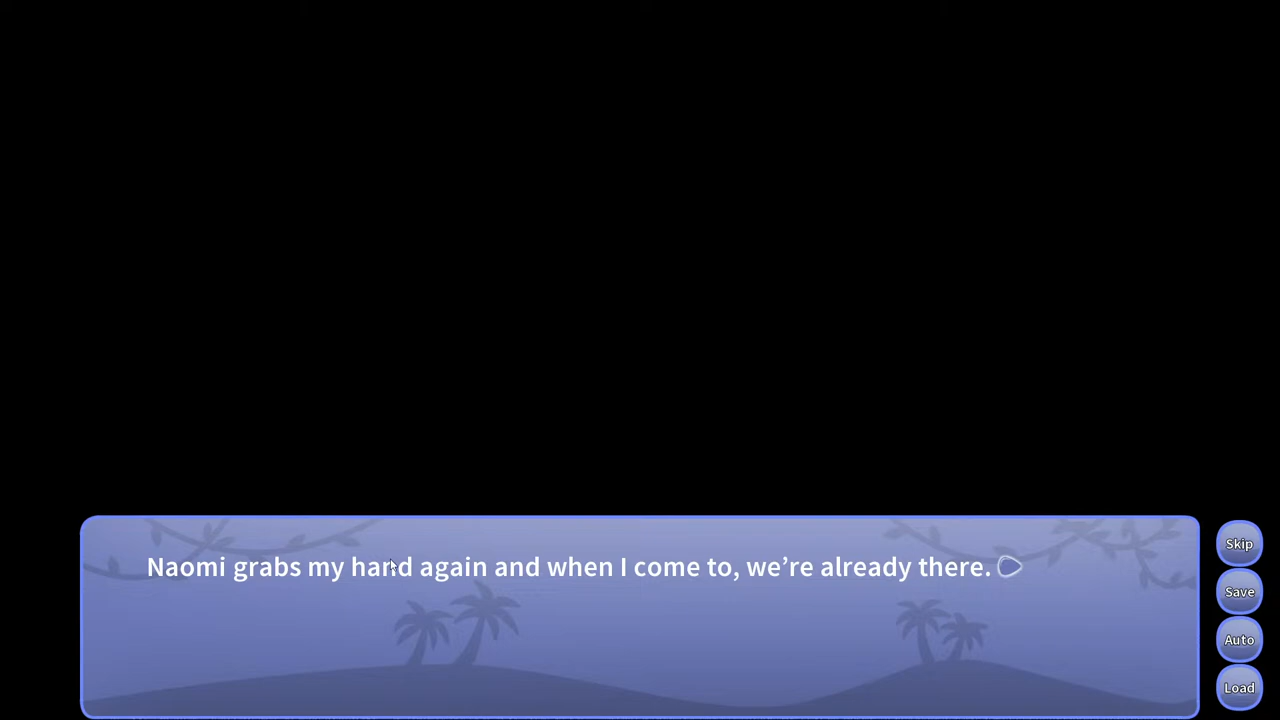 Naomi grabs my hand again and when I come to, we’re already there.
Skip
Save
Auto
Load